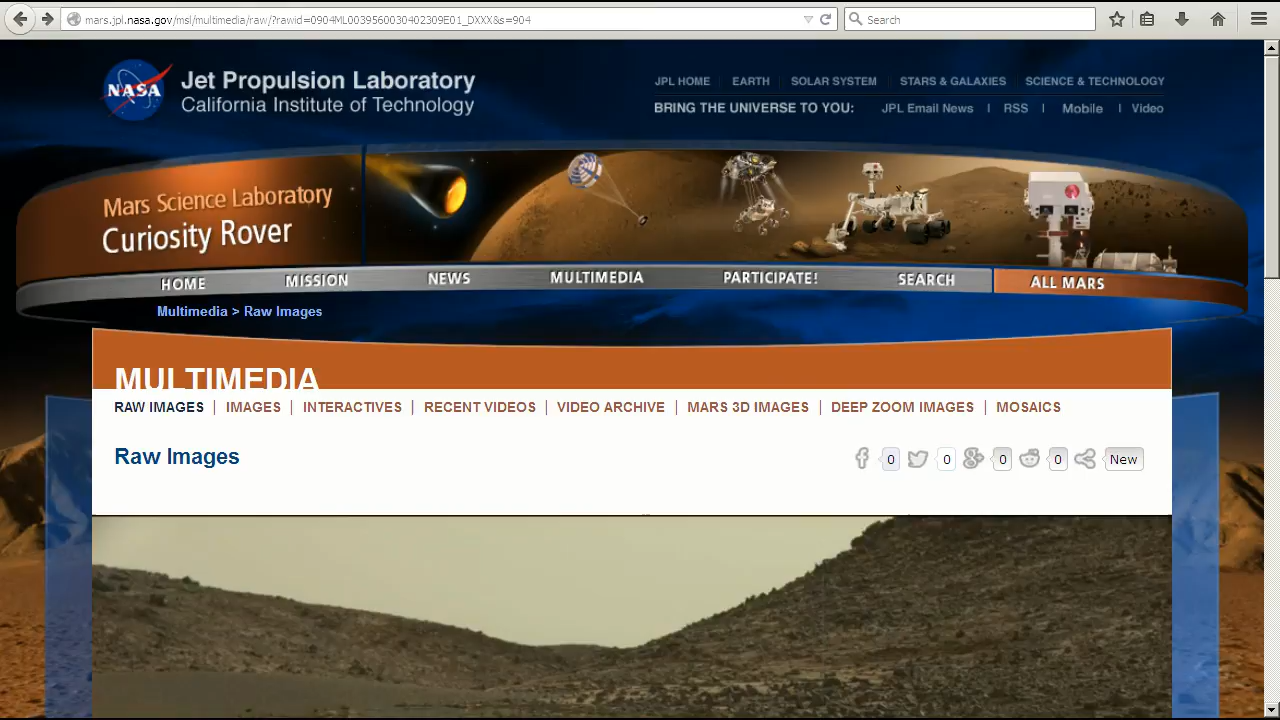 mars.jpl.nasa.gov/msl/multimedia/raw/?rawid=0904ML0039560030402309E01_DXXX&s=904
Search
NASA
Jet Propulsion Laboratory
California Institute of Technology
JPL HOME EARTH SOLAR SYSTEM STARS & GALAXIES SCIENCE & TECHNOLOGY
BRING THE UNIVERSE TO YOU: JPL Email News | RSS | Mobile | Video
Mars Science Laboratory
Curiosity Rover
HOME MISSION NEWS MULTIMEDIA PARTICIPATE! SEARCH ALL MARS
Multimedia > Raw Images
MULTIMEDIA
RAW IMAGES | IMAGES | INTERACTIVES | RECENT VIDEOS | VIDEO ARCHIVE | MARS 3D IMAGES | DEEP ZOOM IMAGES | MOSAICS
Raw Images
0 0 0 0 New